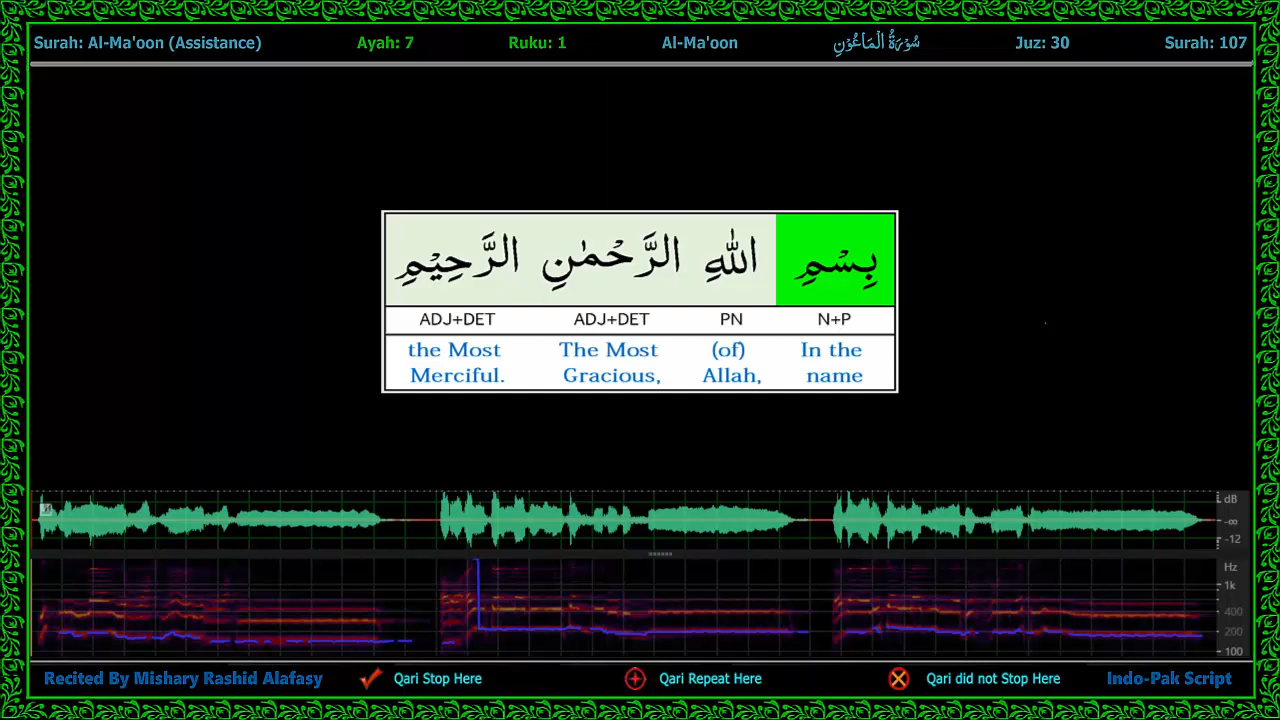 Surah: Al-Ma'oon (Assistance) Ayah: 7 Ruku: 1 Al-Ma'oon سُوْرَةُ الْمَاعُوْنِ Juz: 30 Surah: 107
بِسْمِ اللّٰهِ الرَّحْمٰنِ الرَّحِيْمِ
ADJ+DET ADJ+DET PN N+P
the Most The Most (of) In the
Merciful. Gracious, Allah, name
dB
-∞
-12
Hz
1k
400
200
100
Recited By Mishary Rashid Alafasy Qari Stop Here Qari Repeat Here Qari did not Stop Here Indo-Pak Script